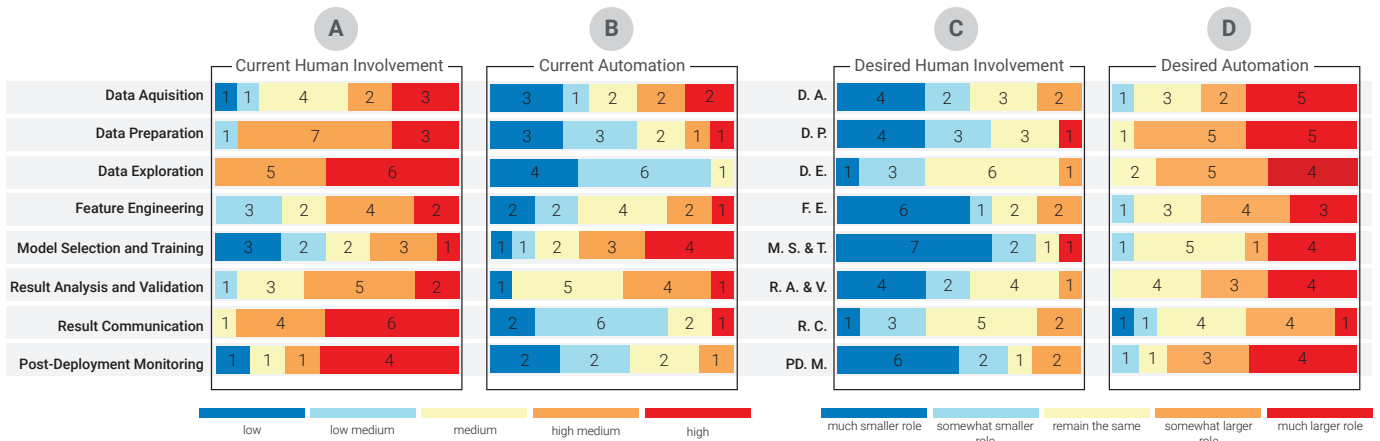 A B C D
Current Human Involvement Current Automation Desired Human Involvement Desired Automation
Data Aquisition 1 1 4 2 3 3 1 2 2 2 D. A. 4 2 3 2 1 3 2 5
Data Preparation 1 7 3 3 3 2 1 1 D. P. 4 3 3 1 1 5 5
Data Exploration 5 6 4 6 1 D. E. 1 3 6 1 2 5 4
Feature Engineering 3 2 4 2 2 2 4 2 1 F. E. 6 1 2 2 1 3 4 3
Model Selection and Training 3 2 2 3 1 1 1 2 3 4 M. S. & T. 7 2 1 1 1 5 1 4
Result Analysis and Validation 1 3 5 2 1 5 4 1 R. A. & V. 4 2 4 1 4 3 4
Result Communication 1 4 6 2 6 2 1 R. C. 1 3 5 2 1 1 4 4 1
Post-Deployment Monitoring 1 1 1 4 2 2 2 1 PD. M. 6 2 1 2 1 1 3 4
low low medium medium high medium high much smaller role somewhat smaller remain the same somewhat larger much larger role
role role